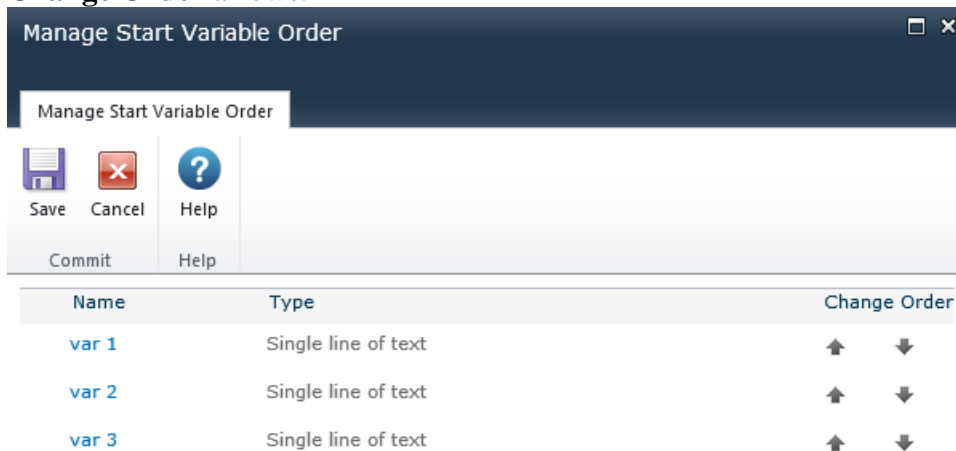 Manage Start Variable Order
Manage Start Variable Order
Save Cancel Help
Commit Help
Name Type Change Order
var 1 Single line of text
var 2 Single line of text
var 3 Single line of text